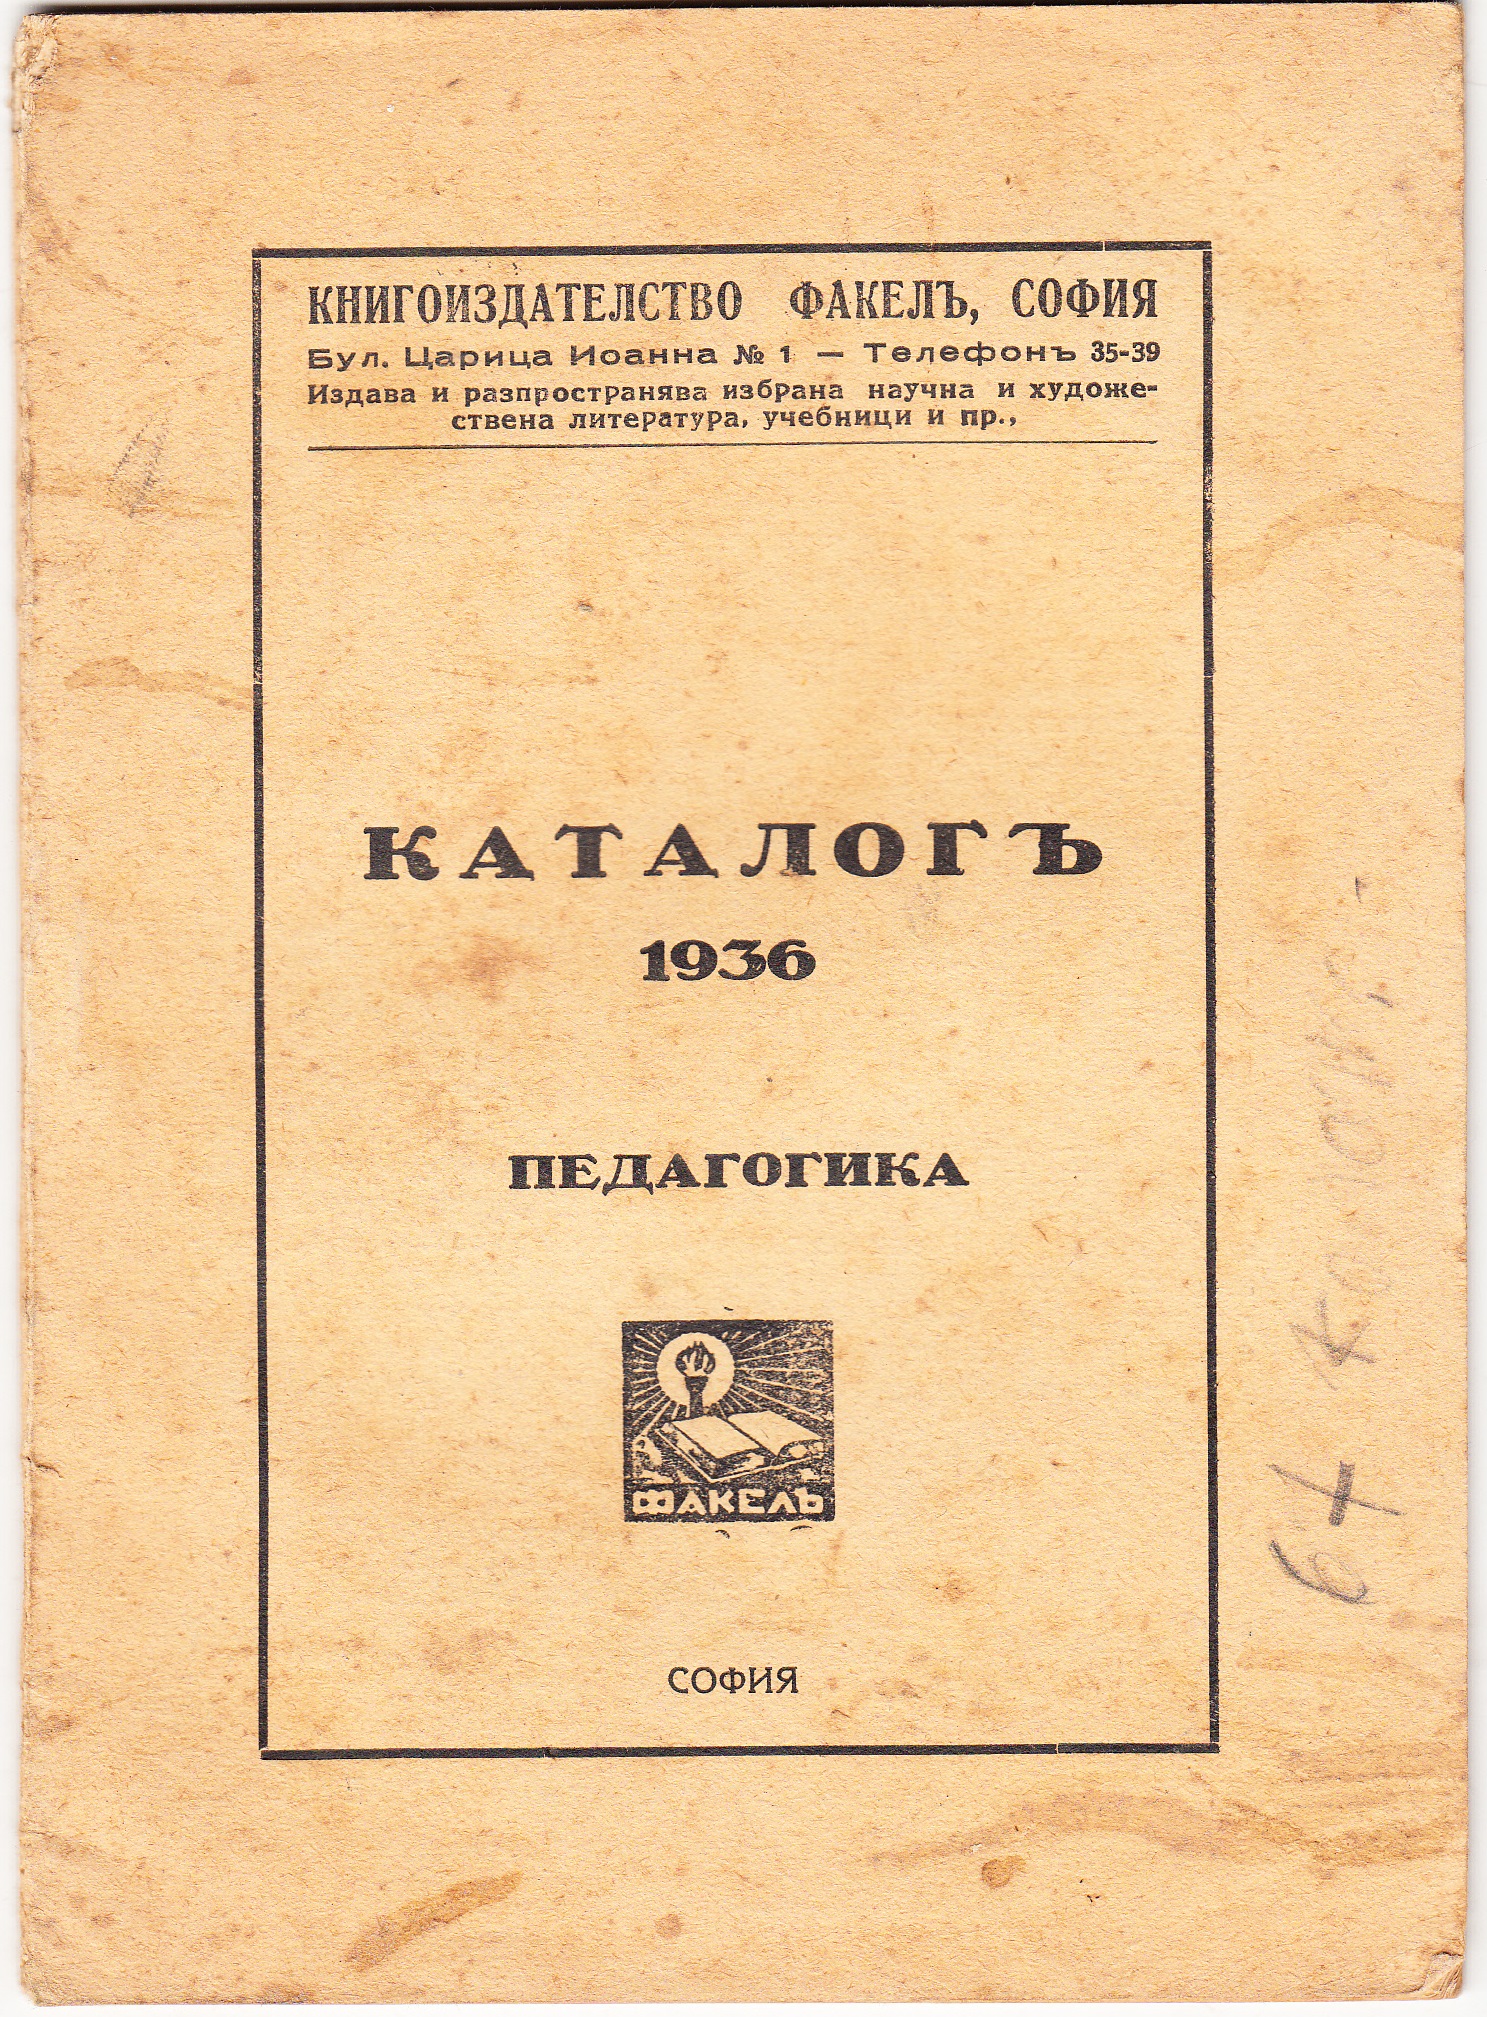 КНИГОИЗДАТЕЛСТВО ФАКЕЛЪ, СОФИЯ
Бул. Царица Иоанна № 1 — Телефонъ 35-39
Издава и разпространява избрана научна и художе-
ствена литература, учебници и пр.,
КАТАЛОГЪ
1936
ПЕДАГОГИКА
ФАКЕЛЪ
СОФИЯ